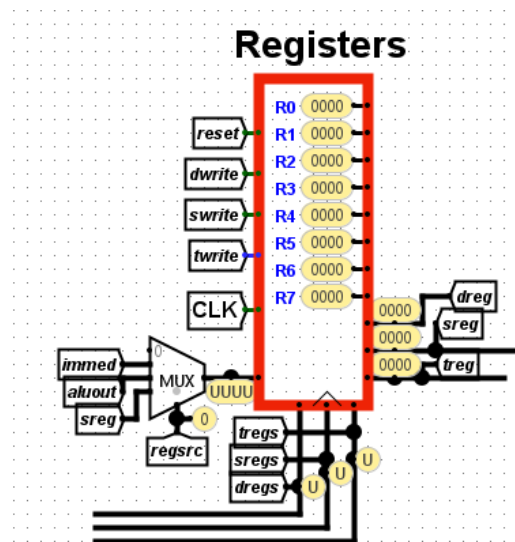 Registers
R0 0000
reset R1 0000
R2 0000
dwrite R3 0000
swrite R4 0000
R5 0000
twrite R6 0000
R7 0000
CLK 0000 dreg
0000 sreg
immed 0 0000 treg
aluout MUX UUUU
sreg 0
regsrc
tregs
sregs U
dregs U U